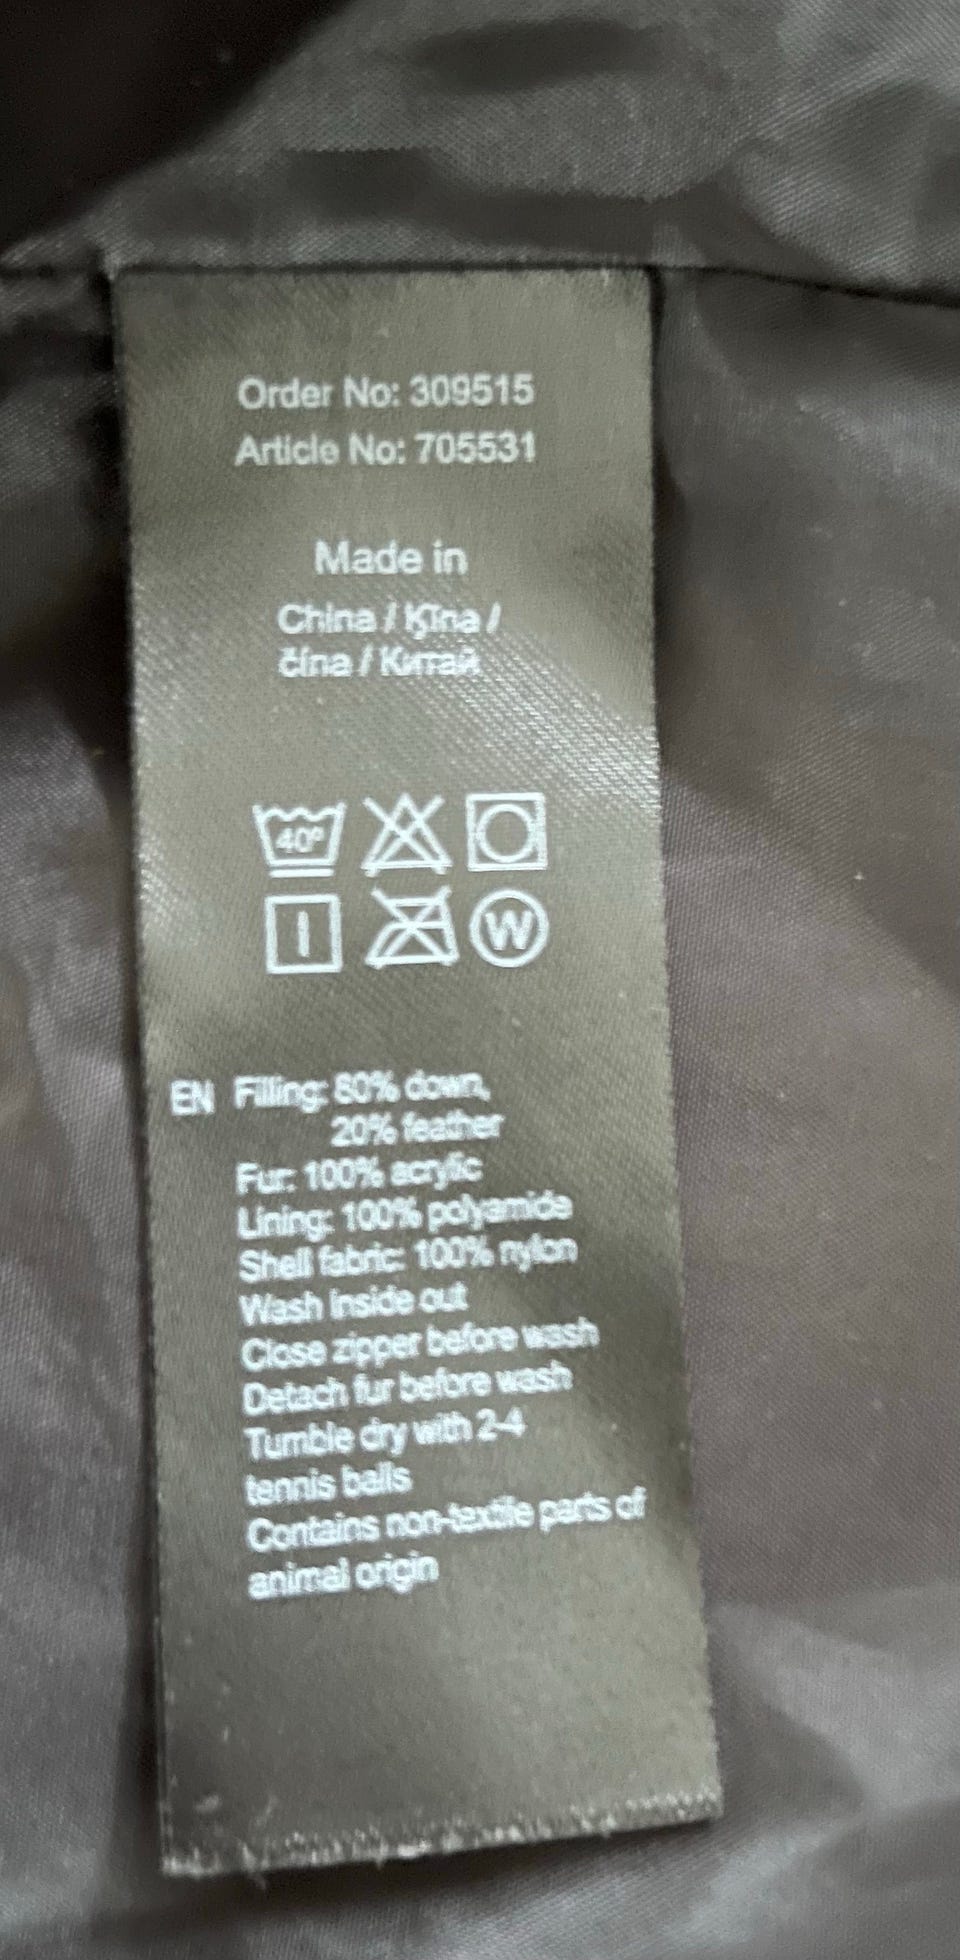 Order No: 309515
Article No: 705531
Made in
China / Ķīna /
čína / Китай
40°
W
EN Filling: 80% down,
20% feather
Fur: 100% acrylic
Lining: 100% polyamide
Shell fabric: 100% nylon
Wash inside out
Close zipper before wash
Detach fur before wash
Tumble dry with 2-4
tennis balls
Contains non-textile parts of
animal origin